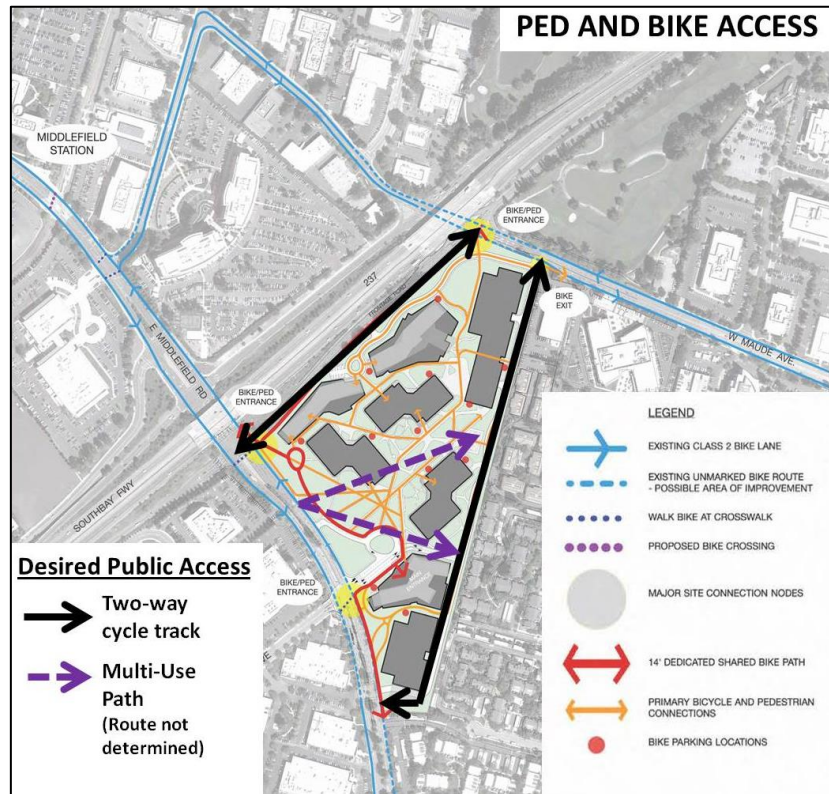 PED AND BIKE ACCESS
MIDDLEFIELD
STATION
BIKE/PED
ENTRANCE
237
FRONTAGE ROAD
BIKE
EXIT
W MAUDE AVE.
E MIDDLEFIELD RD
BIKE/PED
ENTRANCE
SOUTHBAY FWY
BIKE/PED
ENTRANCE
AVE
Desired Public Access
Two-way
cycle track
Multi-Use
Path
(Route not
determined)
LEGEND
EXISTING CLASS 2 BIKE LANE
EXISTING UNMARKED BIKE ROUTE
- POSSIBLE AREA OF IMPROVEMENT
WALK BIKE AT CROSSWALK
PROPOSED BIKE CROSSING
MAJOR SITE CONNECTION NODES
14' DEDICATED SHARED BIKE PATH
PRIMARY BICYCLE AND PEDESTRIAN
CONNECTIONS
BIKE PARKING LOCATIONS